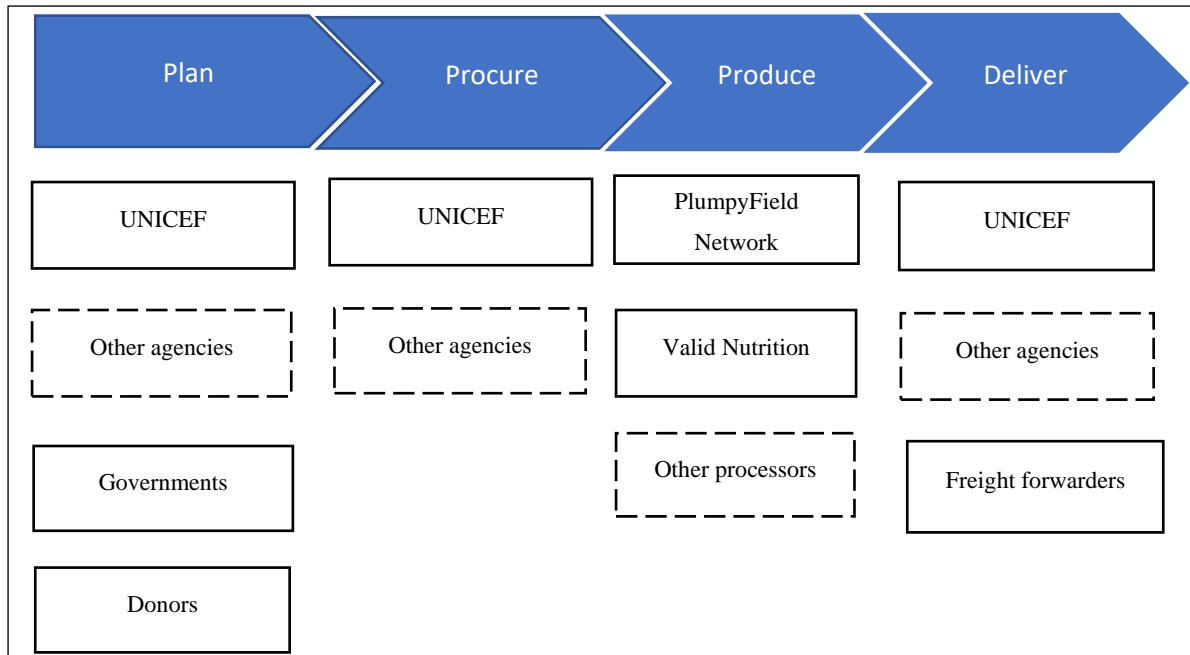 Plan
Procure
Produce
Deliver
UNICEF
UNICEF
PlumpyField
Network
UNICEF
Other agencies
Other agencies
Valid Nutrition
Other agencies
Governments
Other processors
Freight forwarders
Donors